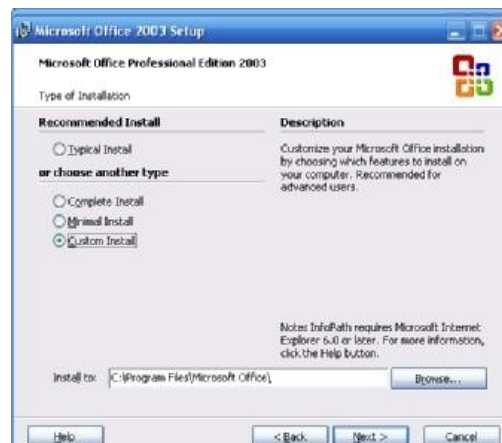 Microsoft Office 2003 Setup
Microsoft Office Professional Edition 2003
Type of Installation
Recommended Install
Typical Install
or choose another type
Complete Install
Minimal Install
Custom Install
Description
Customize your Microsoft Office installation
by choosing which features to install on
your computer. Recommended for
advanced users.
Note: InfoPath requires Microsoft Internet
Explorer 6.0 or later. For more information,
click the Help button.
Install to: C:\Program Files\Microsoft Office\
Browse...
Help
< Back
Next >
Cancel